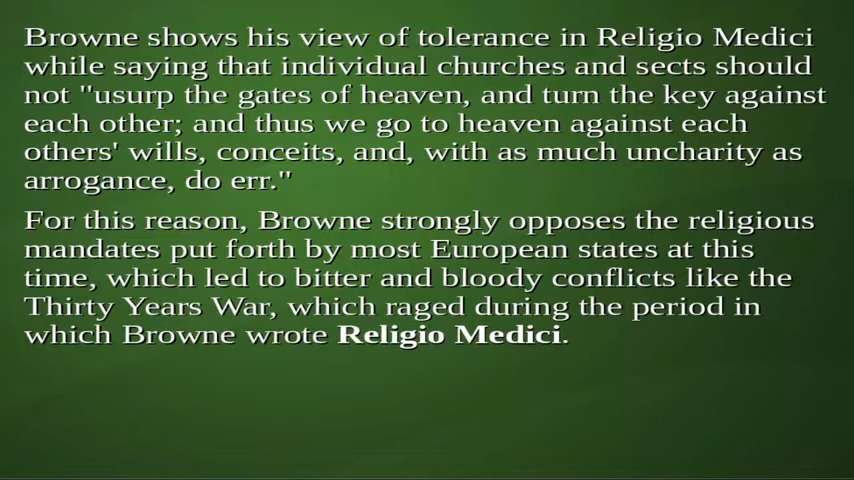 Browne shows his view of tolerance in Religio Medici
while saying that individual churches and sects should
not "usurp the gates of heaven, and turn the key against
each other; and thus we go to heaven against each
others' wills, conceits, and, with as much uncharity as
arrogance, do err."
For this reason, Browne strongly opposes the religious
mandates put forth by most European states at this
time, which led to bitter and bloody conflicts like the
Thirty Years War, which raged during the period in
which Browne wrote Religio Medici.